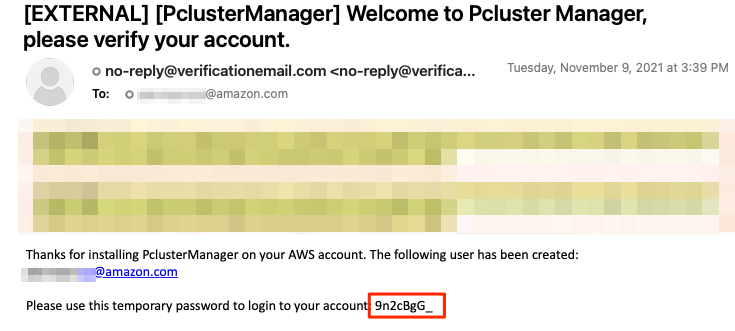 [EXTERNAL] [PclusterManager] Welcome to Pcluster Manager,
please verify your account.
no-reply@verificationemail.com <no-reply@verifica...
Tuesday, November 9, 2021 at 3:39 PM
To: @amazon.com
Thanks for installing PclusterManager on your AWS account. The following user has been created:
@amazon.com
Please use this temporary password to login to your account: 9n2cBgG_